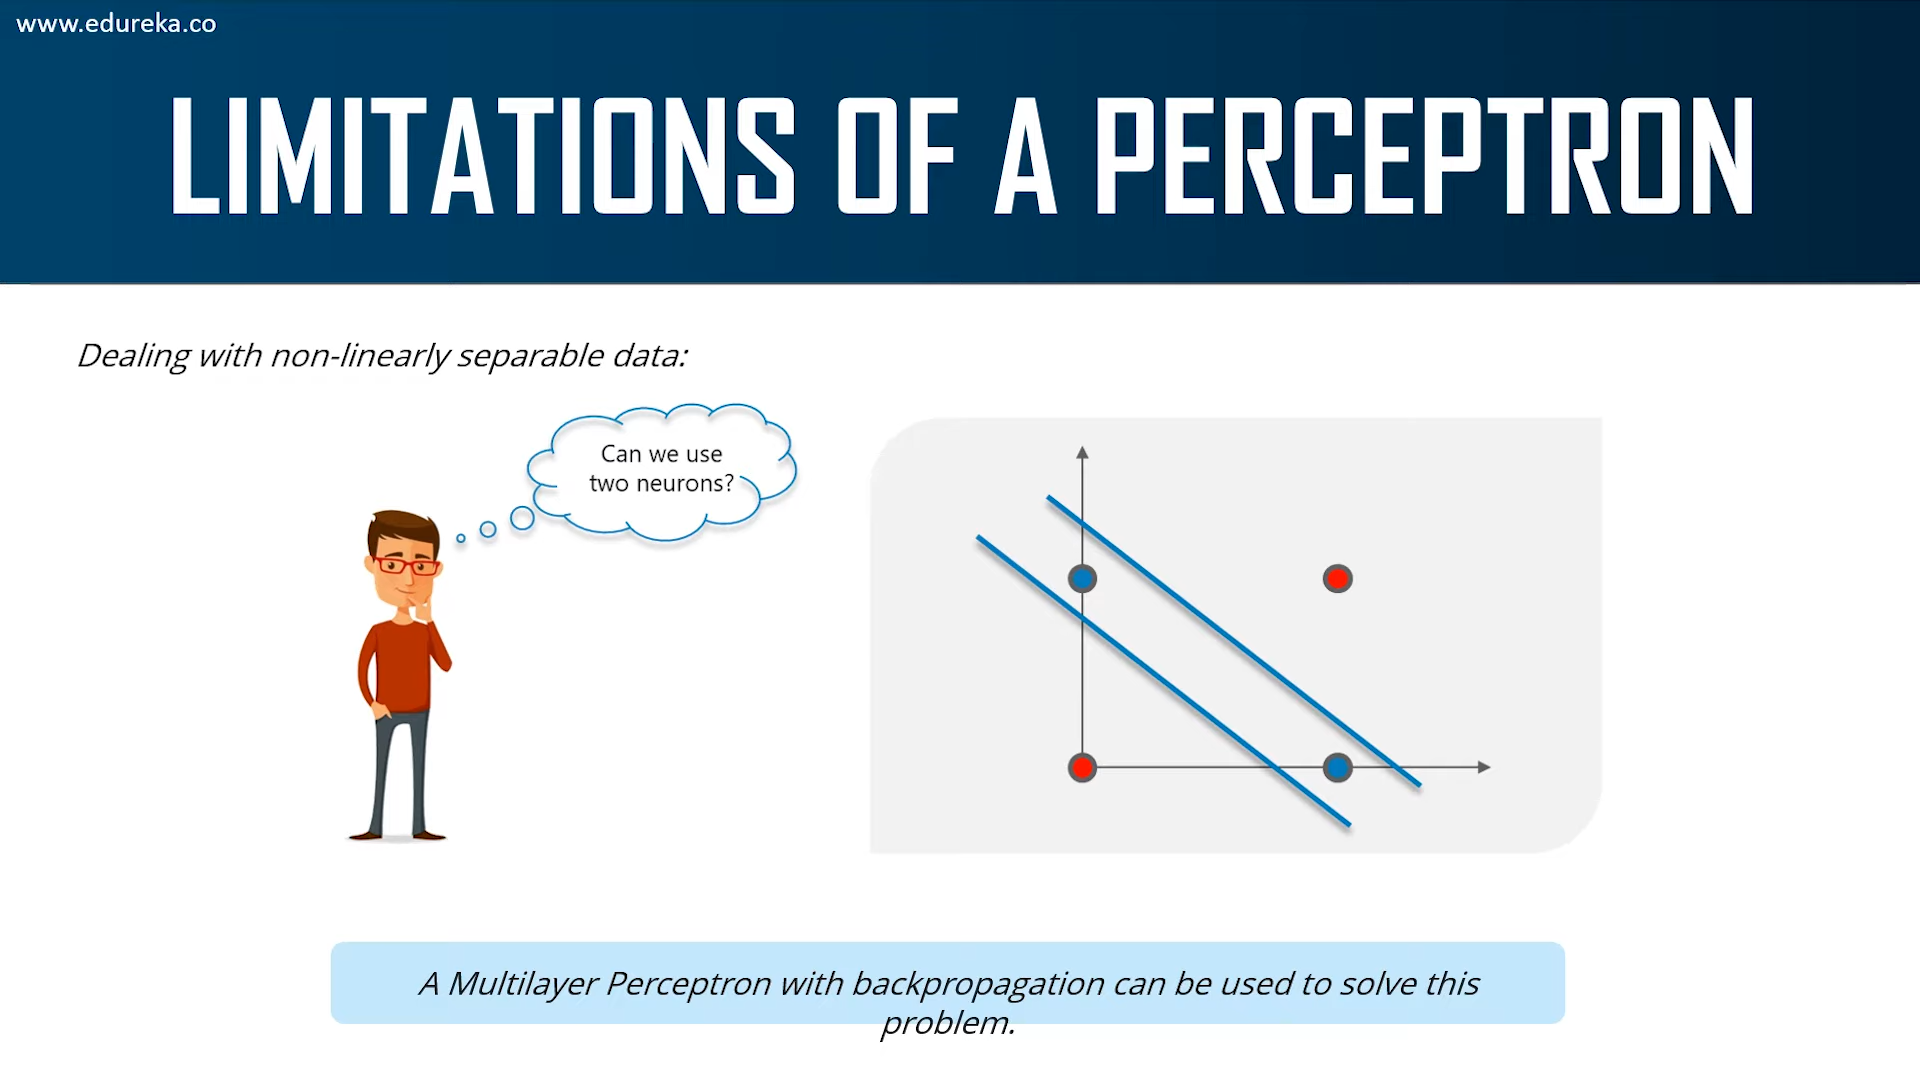 www.edureka.co
LIMITATIONS OF A PERCEPTRON
Dealing with non-linearly separable data:
Can we use
two neurons?
A Multilayer Perceptron with backpropagation can be used to solve this
problem.